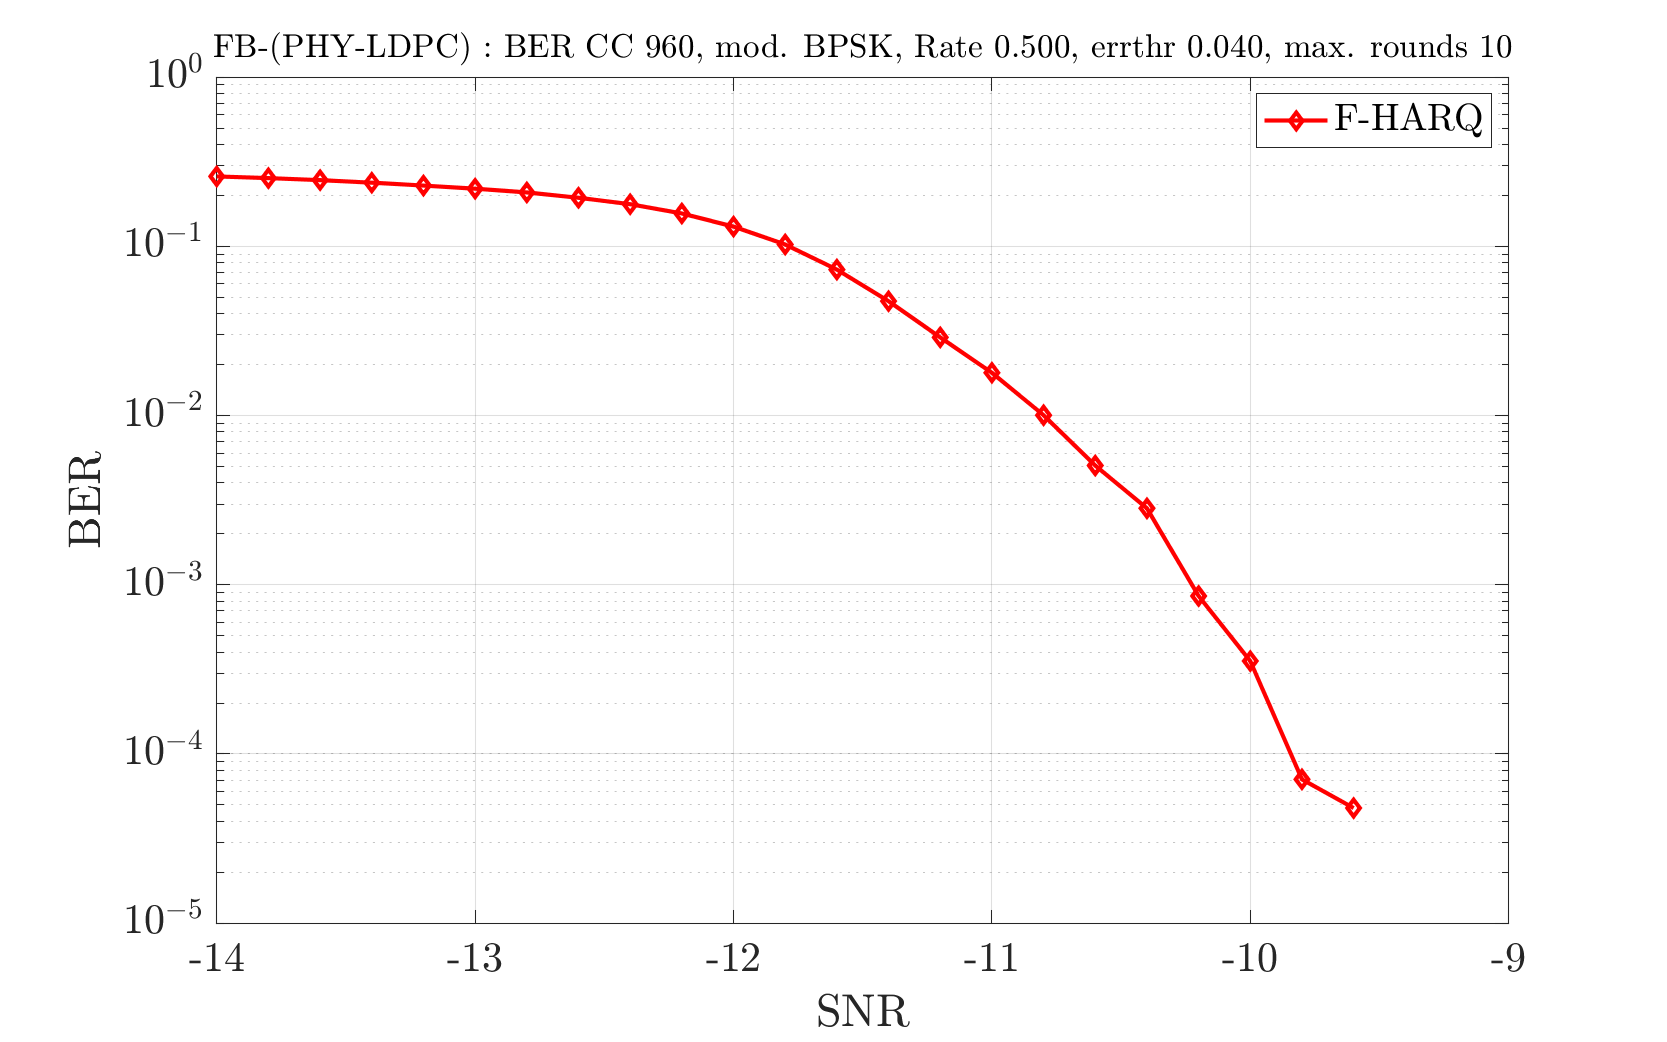 FB-(PHY-LDPC) : BER CC 960, mod. BPSK, Rate 0.500, errthr 0.040, max. rounds 10
F-HARQ
10^0
10^{-1}
10^{-2}
10^{-3}
10^{-4}
10^{-5}
BER
-14 -13 -12 -11 -10 -9
SNR